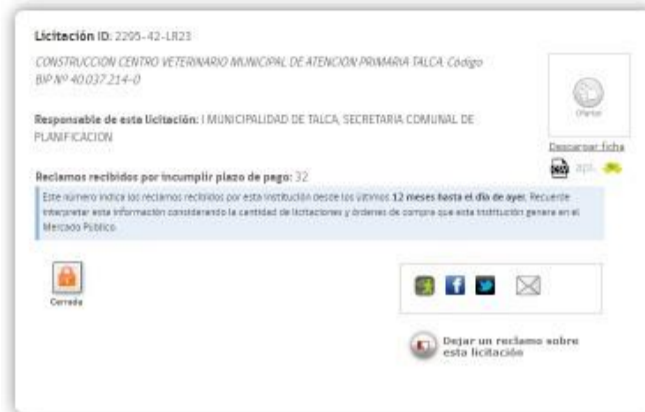 Licitación ID: 2295-42-LR23
CONSTRUCCION CENTRO VETERINARIO MUNICIPAL DE ATENCION PRIMARIA TALCA. Código
BIP Nº 40.037.214-0
Responsable de esta licitación: I MUNICIPALIDAD DE TALCA, SECRETARIA COMUNAL DE
PLANIFICACION
Ofertar
Descargar ficha
api.
Reclamos recibidos por incumplir plazo de pago: 32
Este número indica los reclamos recibidos por esta institución desde los últimos 12 meses hasta el día de ayer. Recuerde
interpretar esta información considerando la cantidad de licitaciones y órdenes de compra que esta institución genera en el
Mercado Público
Cerrada
Dejar un reclamo sobre
esta licitación